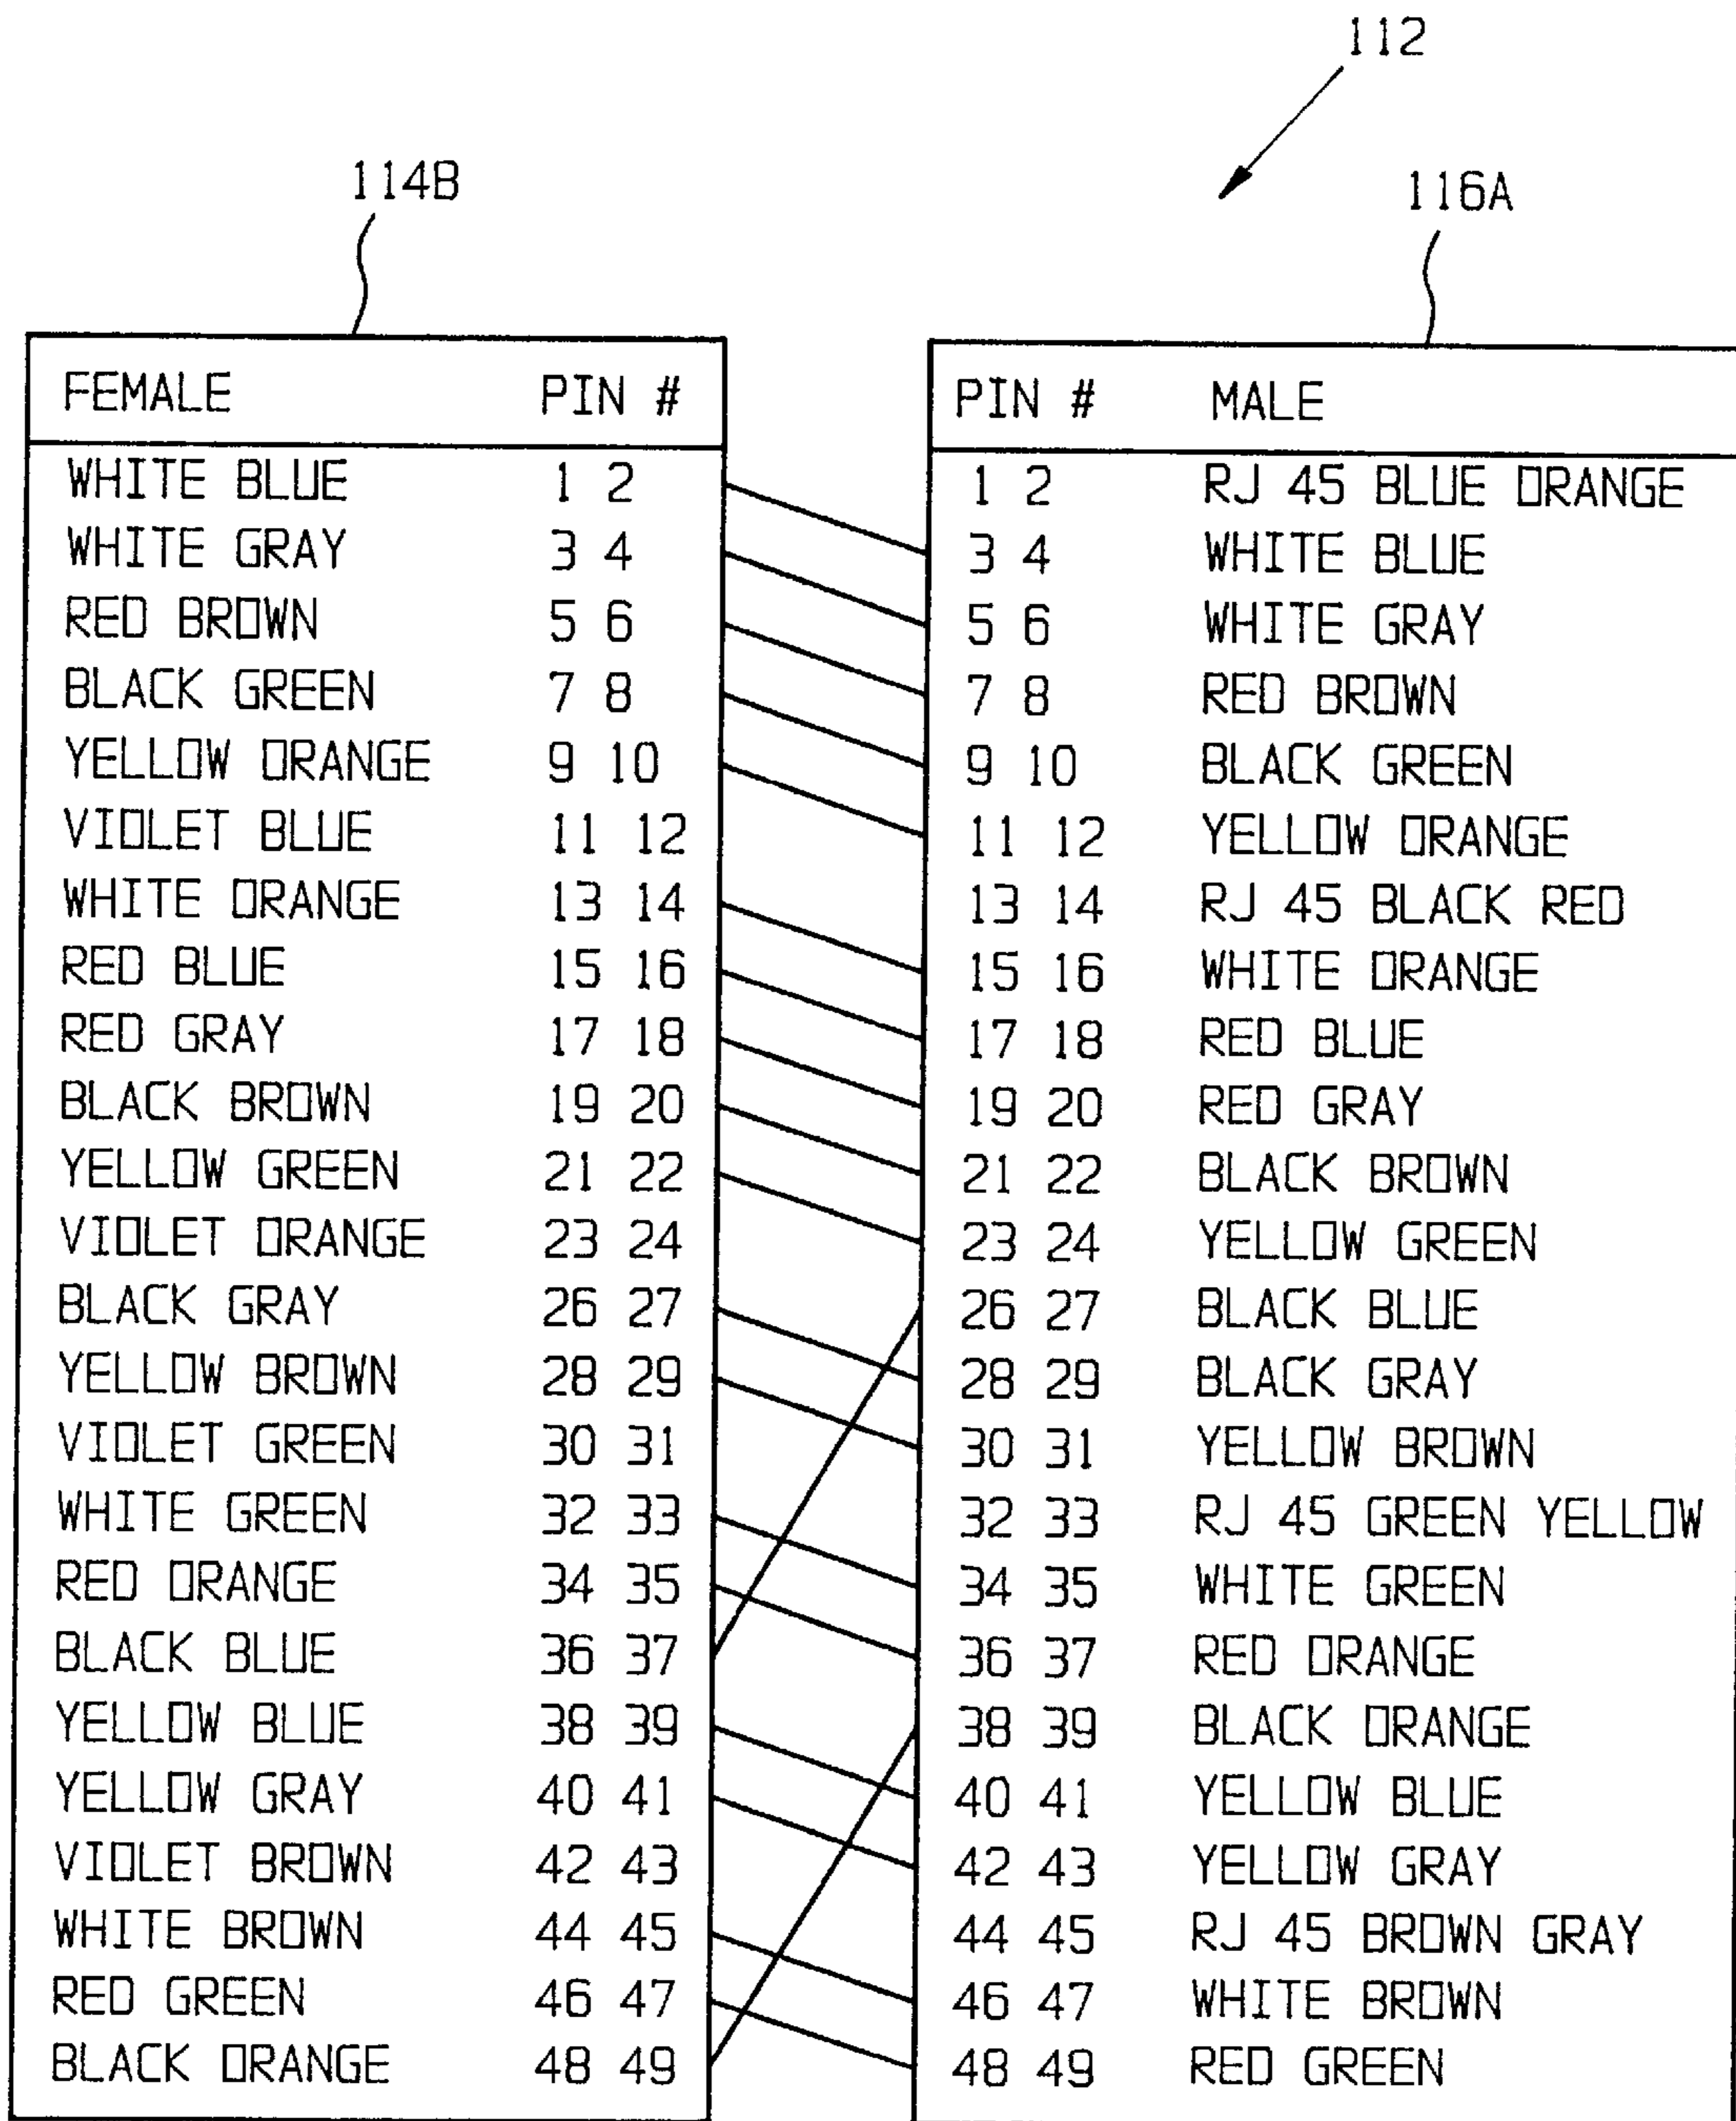 112
114B
116A
FEMALE PIN #
WHITE BLUE 1 2
WHITE GRAY 3 4
RED BROWN 5 6
BLACK GREEN 7 8
YELLOW ORANGE 9 10
VIOLET BLUE 11 12
WHITE ORANGE 13 14
RED BLUE 15 16
RED GRAY 17 18
BLACK BROWN 19 20
YELLOW GREEN 21 22
VIOLET ORANGE 23 24
BLACK GRAY 26 27
YELLOW BROWN 28 29
VIOLET GREEN 30 31
WHITE GREEN 32 33
RED ORANGE 34 35
BLACK BLUE 36 37
YELLOW BLUE 38 39
YELLOW GRAY 40 41
VIOLET BROWN 42 43
WHITE BROWN 44 45
RED GREEN 46 47
BLACK ORANGE 48 49
PIN # MALE
1 2 RJ 45 BLUE ORANGE
3 4 WHITE BLUE
5 6 WHITE GRAY
7 8 RED BROWN
9 10 BLACK GREEN
11 12 YELLOW ORANGE
13 14 RJ 45 BLACK RED
15 16 WHITE ORANGE
17 18 RED BLUE
19 20 RED GRAY
21 22 BLACK BROWN
23 24 YELLOW GREEN
26 27 BLACK BLUE
28 29 BLACK GRAY
30 31 YELLOW BROWN
32 33 RJ 45 GREEN YELLOW
34 35 WHITE GREEN
36 37 RED ORANGE
38 39 BLACK ORANGE
40 41 YELLOW BLUE
42 43 YELLOW GRAY
44 45 RJ 45 BROWN GRAY
46 47 WHITE BROWN
48 49 RED GREEN